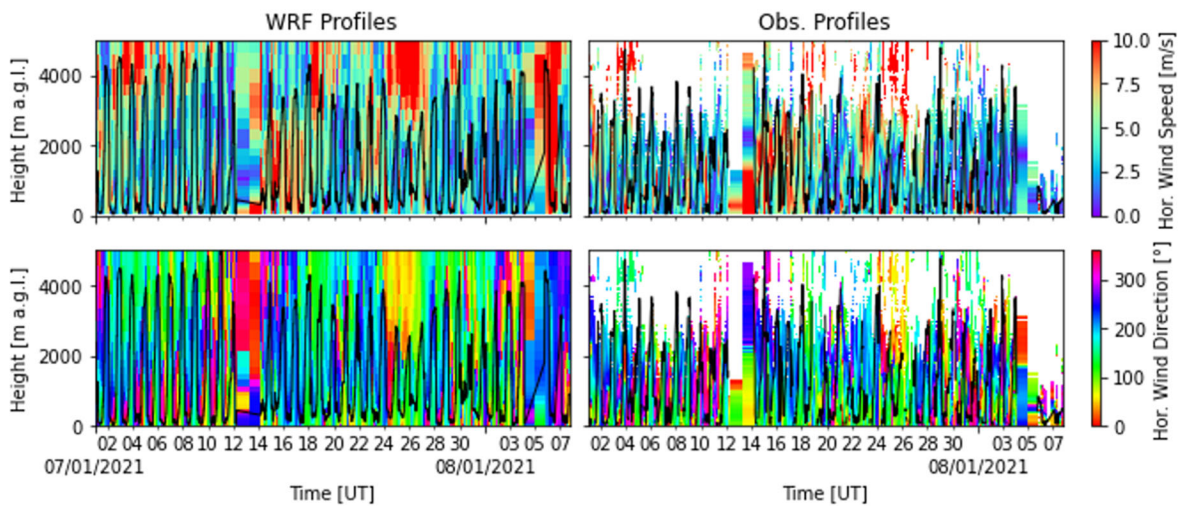 WRF Profiles
Obs. Profiles
Height [m a.g.l.]
4000
2000
0
10.0
7.5
5.0
2.5
0.0
Hor. Wind Speed [m/s]
Height [m a.g.l.]
4000
2000
0
300
200
100
0
Hor. Wind Direction [°]
02 04 06 08 10 12 14 16 18 20 22 24 26 28 30 03 05 07
07/01/2021 08/01/2021
Time [UT]
02 04 06 08 10 12 14 16 18 20 22 24 26 28 30 03 05 07
08/01/2021
Time [UT]